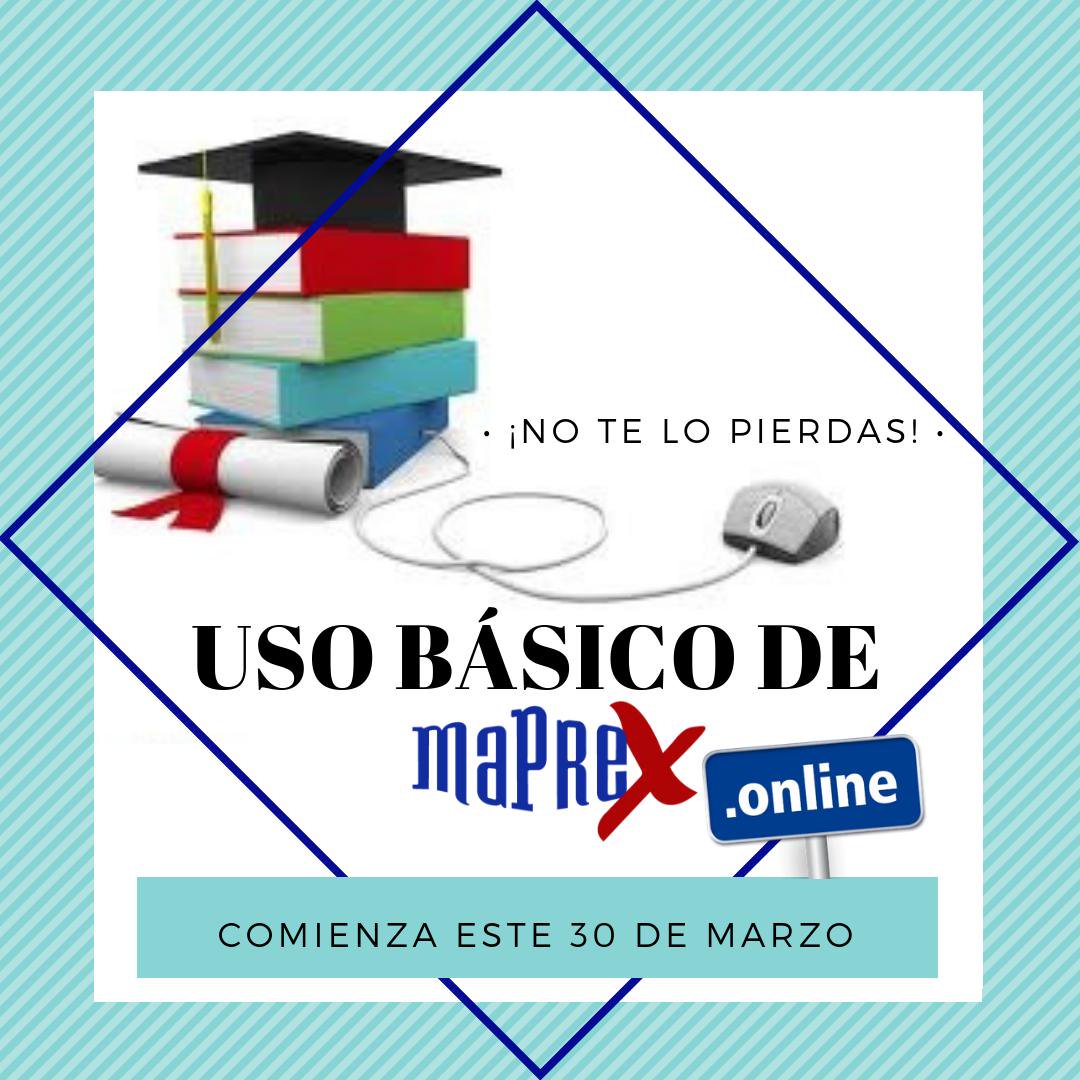 · ¡NO TE LO PIERDAS! ·
USO BÁSICO DE
maPRex
.online
COMIENZA ESTE 30 DE MARZO